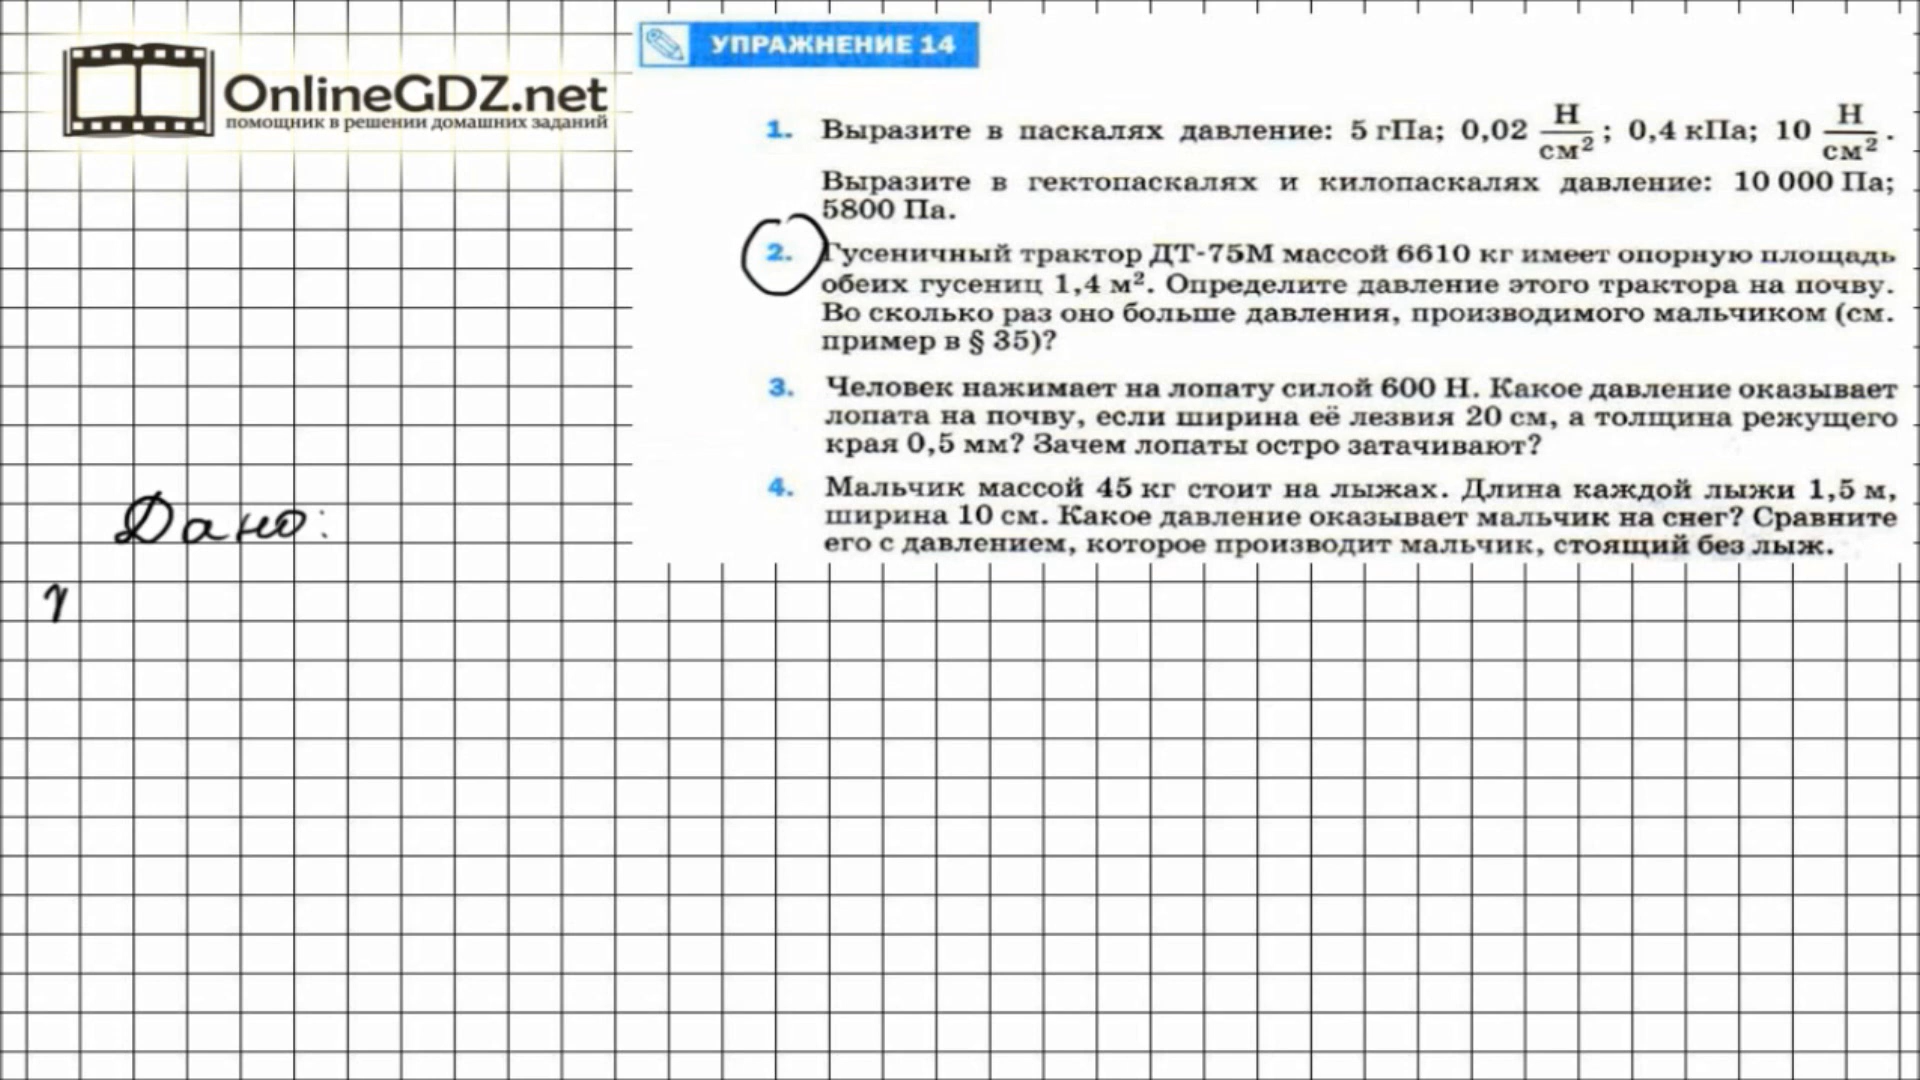 OnlineGDZ.net
помощник в решении домашних заданий
УПРАЖНЕНИЕ 14
1. Выразите в паскалях давление: 5 гПа; 0,02 Н/см²; 0,4 кПа; 10 Н/см².
Выразите в гектопаскалях и килопаскалях давление: 10 000 Па;
5800 Па.
2. Гусеничный трактор ДТ-75М массой 6610 кг имеет опорную площадь
обеих гусениц 1,4 м². Определите давление этого трактора на почву.
Во сколько раз оно больше давления, производимого мальчиком (см.
пример в § 35)?
3. Человек нажимает на лопату силой 600 Н. Какое давление оказывает
лопата на почву, если ширина её лезвия 20 см, а толщина режущего
края 0,5 мм? Зачем лопаты остро затачивают?
4. Мальчик массой 45 кг стоит на лыжах. Длина каждой лыжи 1,5 м,
ширина 10 см. Какое давление оказывает мальчик на снег? Сравните
его с давлением, которое производит мальчик, стоящий без лыж.
Дано: